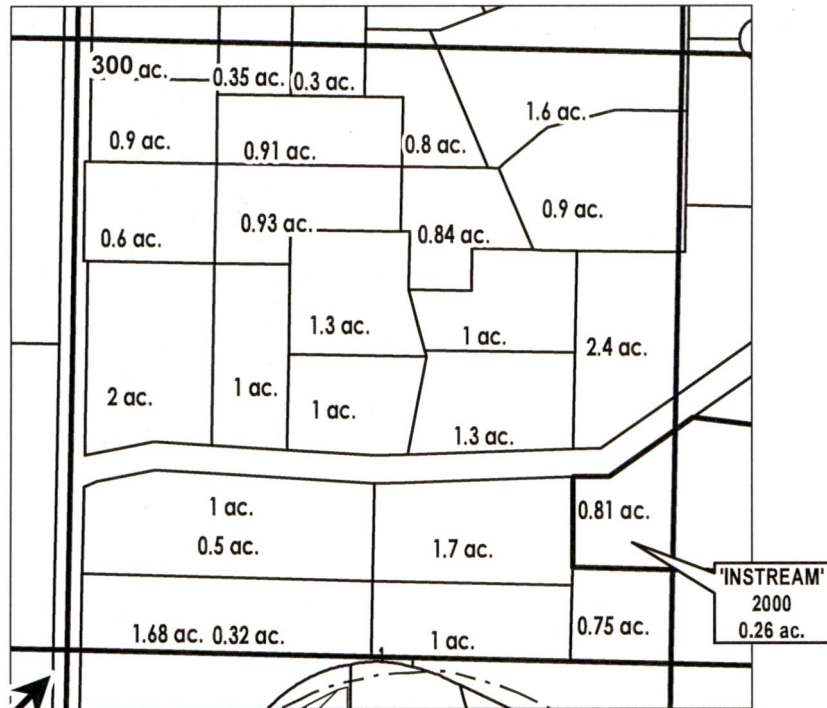 300 ac.
0.35 ac.
0.3 ac.
1.6 ac.
0.9 ac.
0.91 ac.
0.8 ac.
0.9 ac.
0.6 ac.
0.93 ac.
0.84 ac.
1.3 ac.
1 ac.
2.4 ac.
2 ac.
1 ac.
1 ac.
1.3 ac.
1 ac.
0.5 ac.
1.7 ac.
0.81 ac.
'INSTREAM'
2000
0.26 ac.
1.68 ac. 0.32 ac.
1 ac.
0.75 ac.